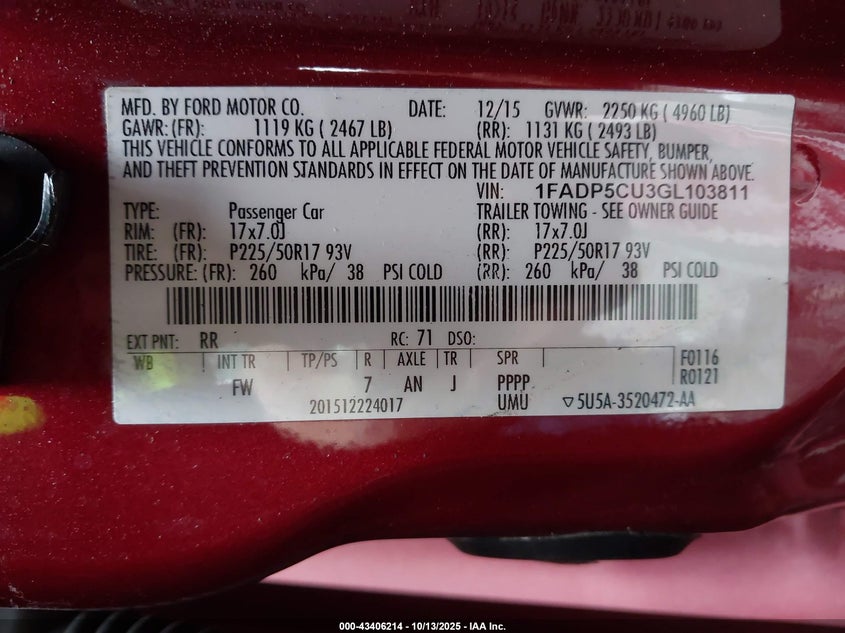 MFD. BY FORD MOTOR CO. DATE: 12/15 GVWR: 2250 KG ( 4960 LB)
GAWR: (FR): 1119 KG ( 2467 LB) (RR): 1131 KG ( 2493 LB)
THIS VEHICLE CONFORMS TO ALL APPLICABLE FEDERAL MOTOR VEHICLE SAFETY, BUMPER,
AND THEFT PREVENTION STANDARDS IN EFFECT ON THE DATE OF MANUFACTURE SHOWN ABOVE.
VIN: 1FADP5CU3GL103811
TYPE: Passenger Car TRAILER TOWING - SEE OWNER GUIDE
RIM: (FR): 17x7.0J (RR): 17x7.0J
TIRE: (FR): P225/50R17 93V (RR): P225/50R17 93V
PRESSURE: (FR): 260 kPa/ 38 PSI COLD (RR): 260 kPa/ 38 PSI COLD
EXT PNT: RR RC: 71 DSO:
WB INT TR TP/PS R AXLE TR SPR F0116
FW 7 AN J PPPP R0121
201512224017 UMU ▽5U5A-3520472-AA
000-43406214 - 10/13/2025 - IAA Inc.